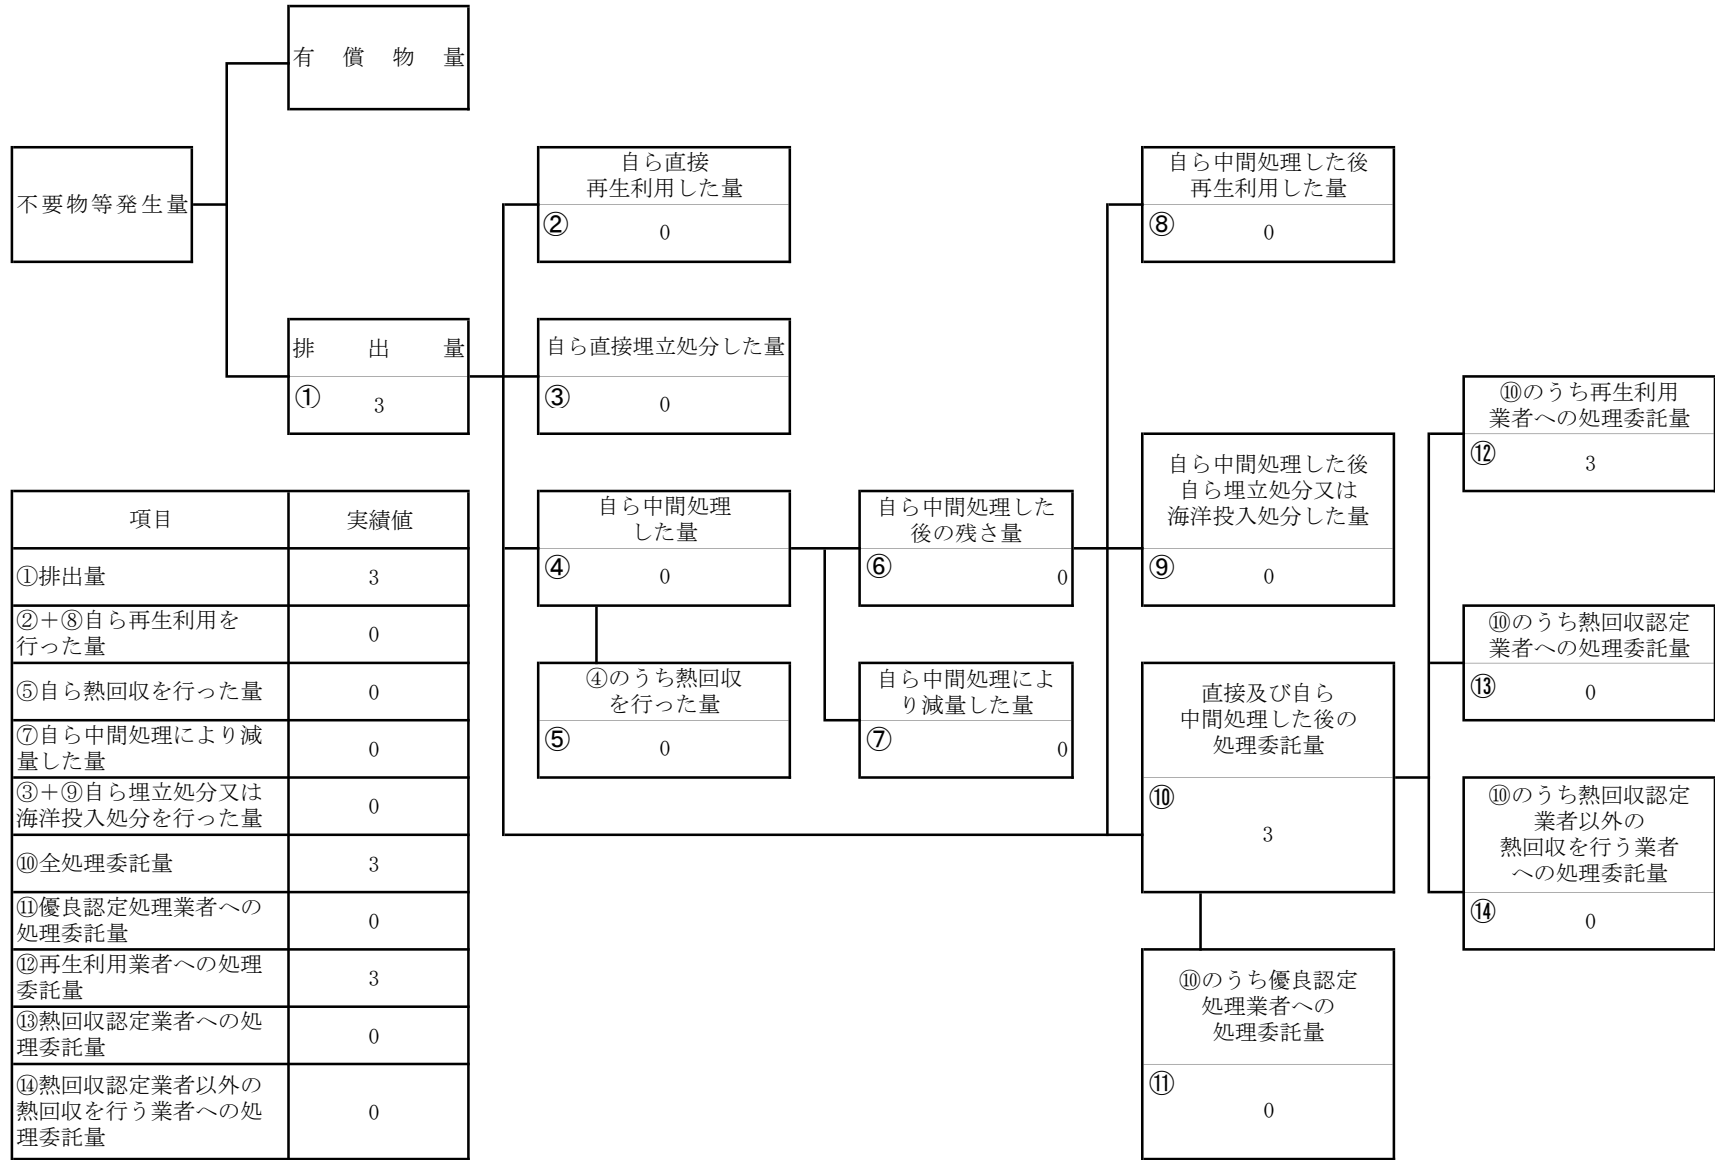 有償物量
不要物等発生量
自ら直接
再生利用した量
② 0
自ら中間処理した後
再生利用した量
⑧ 0
排出量
① 3
自ら直接埋立処分した量
③ 0
⑩のうち再生利用
業者への処理委託量
⑫ 3
自ら中間処理
した量
④ 0
自ら中間処理した
後の残さ量
⑥ 0
自ら中間処理した後
自ら埋立処分又は
海洋投入処分した量
⑨ 0
⑩のうち熱回収認定
業者への処理委託量
⑬ 0
④のうち熱回収
を行った量
⑤ 0
自ら中間処理によ
り減量した量
⑦ 0
直接及び自ら
中間処理した後の
処理委託量
⑩
3
⑩のうち熱回収認定
業者以外の
熱回収を行う業者
への処理委託量
⑭ 0
⑩のうち優良認定
処理業者への
処理委託量
⑪
0
項目 実績値
①排出量 3
②+⑧自ら再生利用を
行った量 0
⑤自ら熱回収を行った量 0
⑦自ら中間処理により減
量した量 0
③+⑨自ら埋立処分又は
海洋投入処分を行った量 0
⑩全処理委託量 3
⑪優良認定処理業者への
処理委託量 0
⑫再生利用業者への処理
委託量 3
⑬熱回収認定業者への処
理委託量 0
⑭熱回収認定業者以外の
熱回収を行う業者への処
理委託量 0